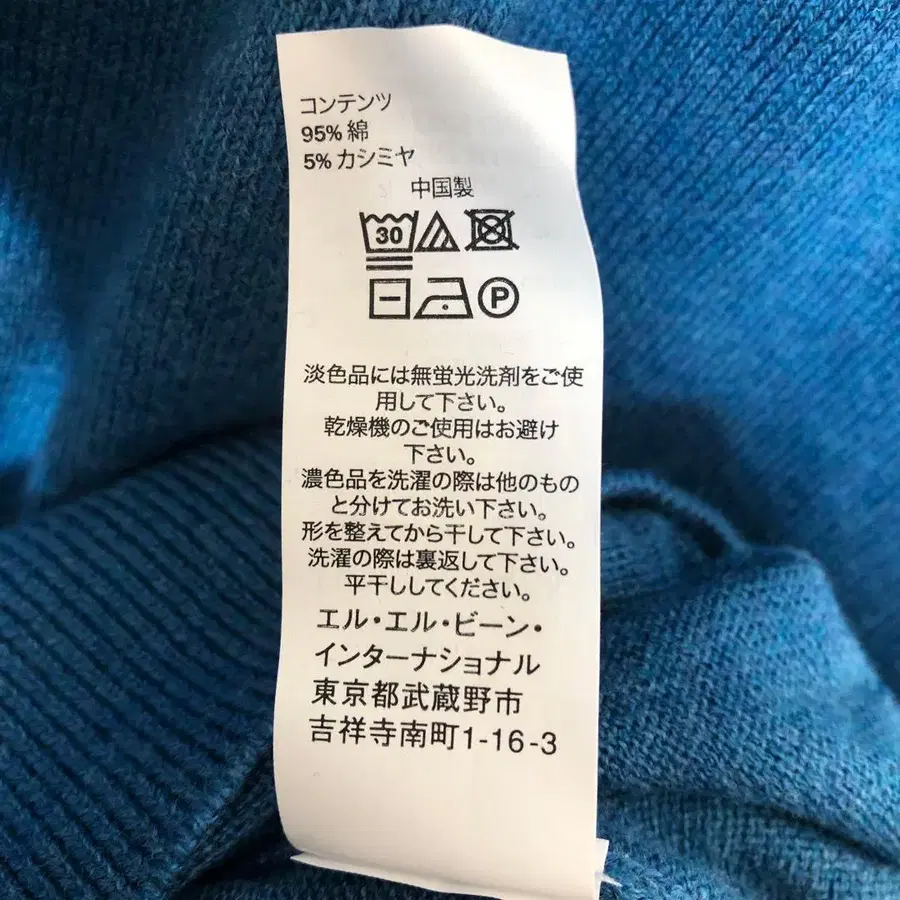 コンテンツ
95% 綿
5% カシミヤ
中国製
30
P
淡色品には無蛍光洗剤をご使
用して下さい。
乾燥機のご使用はお避け
下さい。
濃色品を洗濯の際は他のもの
と分けてお洗い下さい。
形を整えてから干して下さい。
洗濯の際は裏返して下さい。
平干ししてください。
エル・エル・ビーン・
インターナショナル
東京都武蔵野市
吉祥寺南町1-16-3